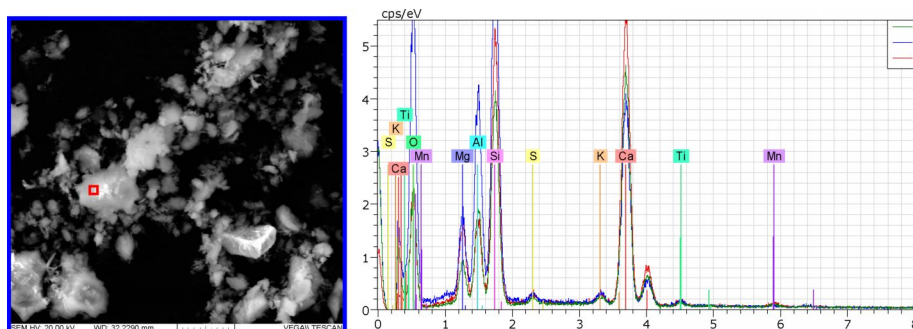 cps/eV
5
4
Ti
K
S O Mn Mg Al Si S K Ca Ti Mn
Ca
3
2
1
0
0 1 2 3 4 5 6 7 8
SEM HV: 20.00 kV WD: 32.2290 mm VEGA\\ TESCAN